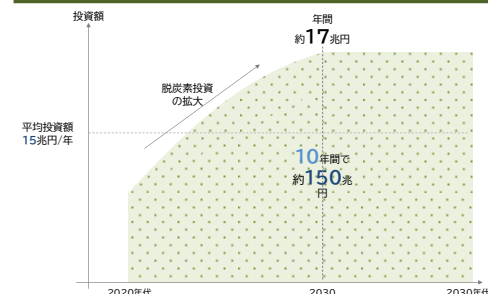 投資額
年間
約17兆円
脱炭素投資
の拡大
平均投資額
15兆円/年
10年間で
約150兆
円
2020年代
2030
2030年代